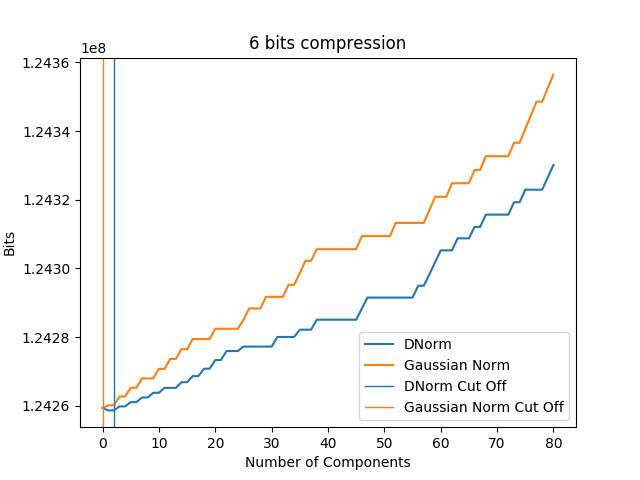 6 bits compression
1e8
1.2436
1.2434
1.2432
1.2430
1.2428
1.2426
Bits
0 10 20 30 40 50 60 70 80
Number of Components
DNorm
Gaussian Norm
DNorm Cut Off
Gaussian Norm Cut Off